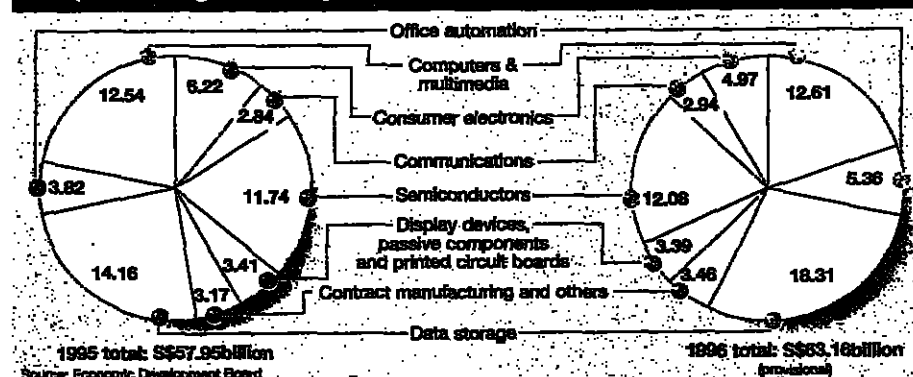 Office automation
Computers &
multimedia
Consumer electronics
Communications
Semiconductors
Display devices,
passive components
and printed circuit boards
Contract manufacturing and others
Data storage
12.54
6.22
2.84
11.74
3.41
3.17
14.16
3.82
1995 total: S$57.95billion
4.97
12.61
2.94
5.36
12.08
3.39
3.46
18.31
1996 total: S$63.16billion
(provisional)
Source: Economic Development Board